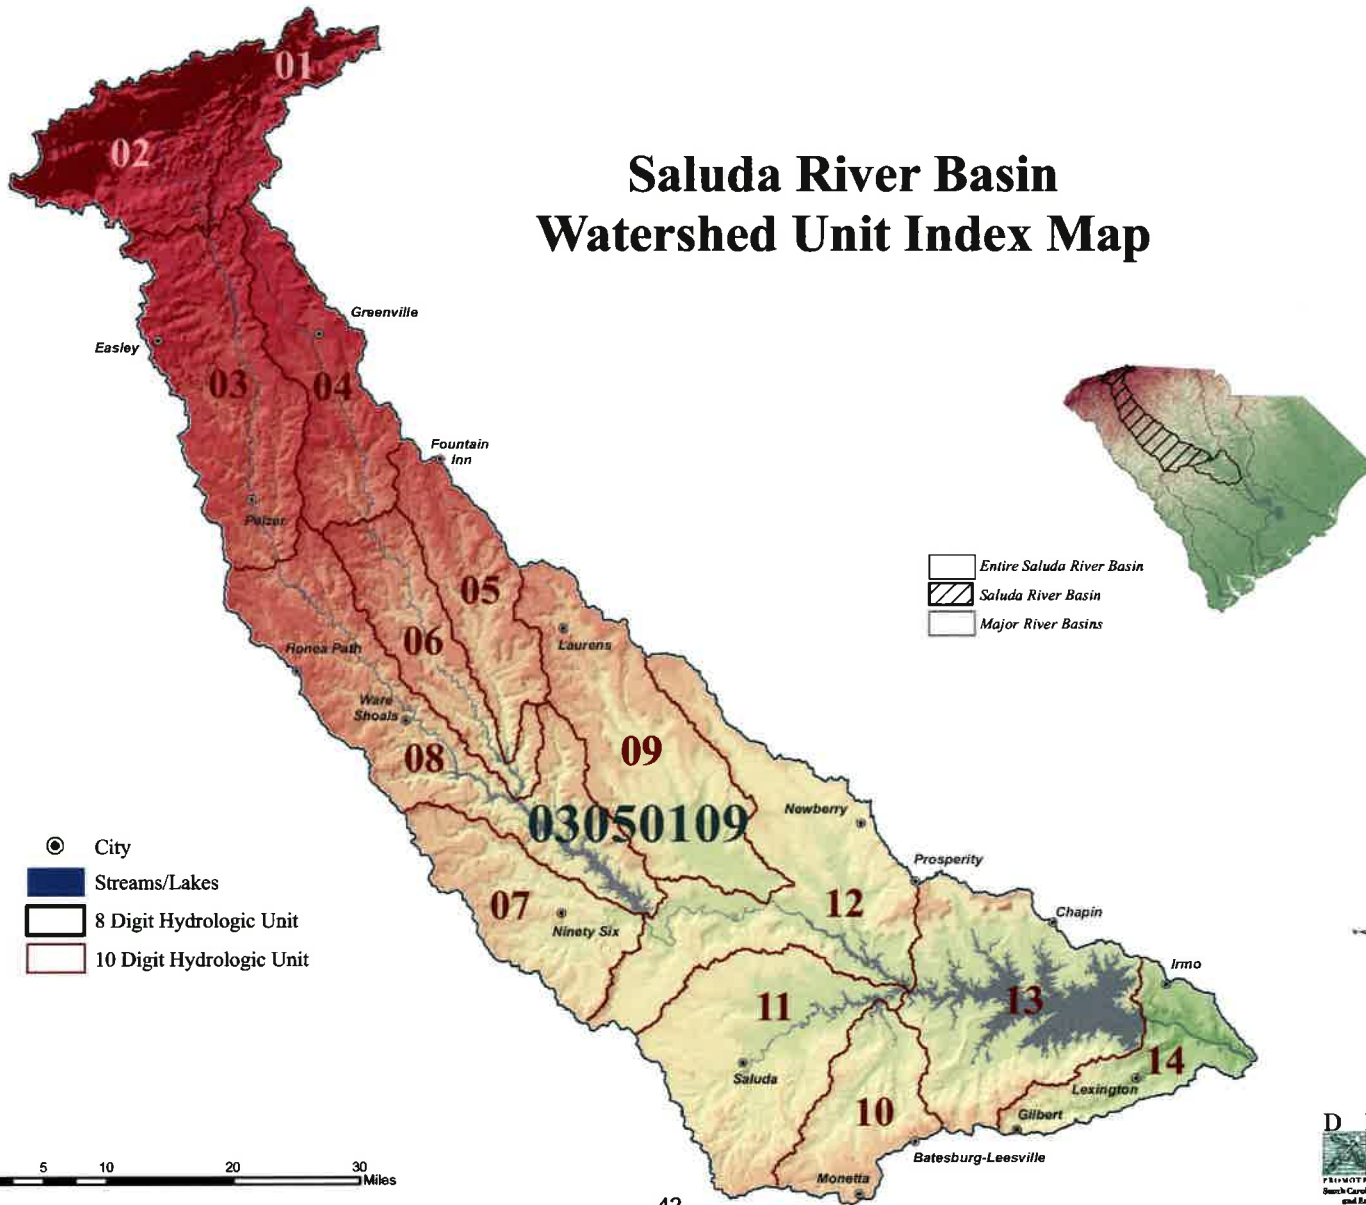 Saluda River Basin
Watershed Unit Index Map
01
02
Greenville
Easley
03
04
Fountain
Inn
Pelzer
05
06
Honea Path
Laurens
Ware
Shoals
08
09
03050109
Newberry
Prosperity
07
Ninety Six
12
Chapin
Irmo
11
13
14
Saluda
Lexington
10
Gilbert
Batesburg-Leesville
Monetta
Entire Saluda River Basin
Saluda River Basin
Major River Basins
City
Streams/Lakes
8 Digit Hydrologic Unit
10 Digit Hydrologic Unit
5 10 20 30
Miles
D